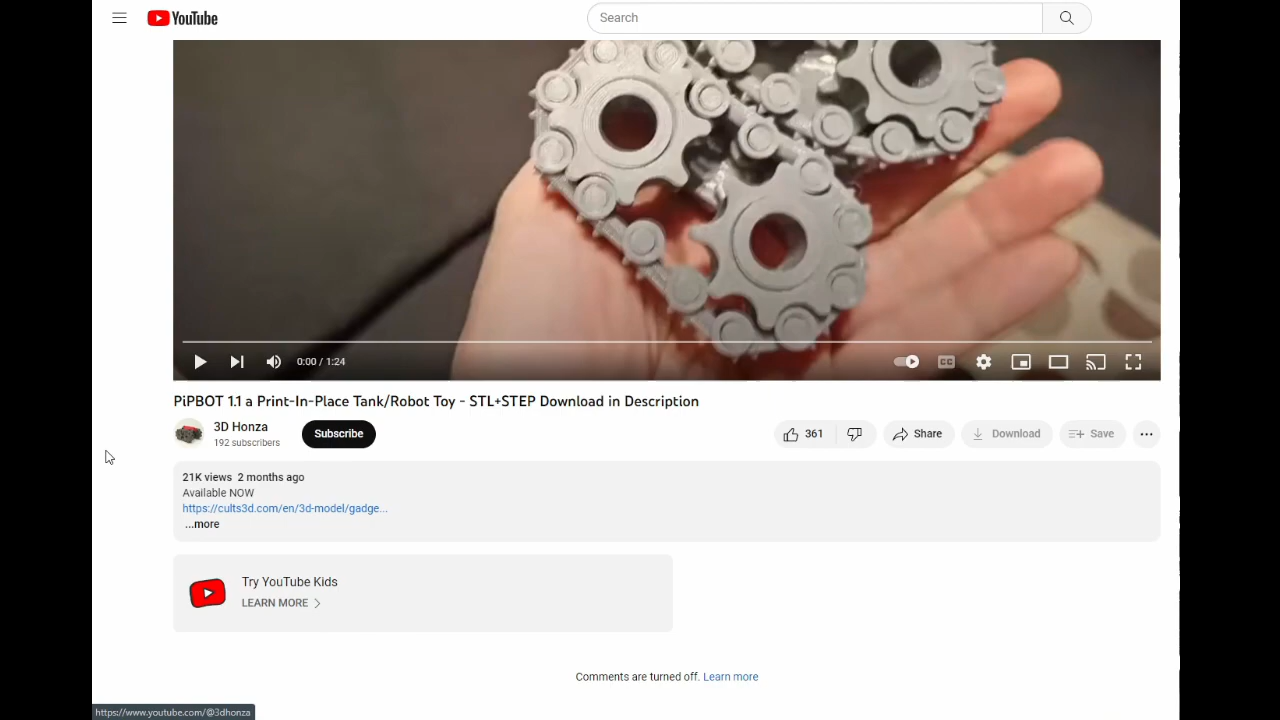 YouTube
Search
0:00 / 1:24
CC
PiPBOT 1.1 a Print-In-Place Tank/Robot Toy - STL+STEP Download in Description
3D Honza
192 subscribers
Subscribe
361
Share
Download
Save
21K views 2 months ago
Available NOW
https://cults3d.com/en/3d-model/gadge...
...more
Try YouTube Kids
LEARN MORE
Comments are turned off. Learn more
https://www.youtube.com/@3dhonza